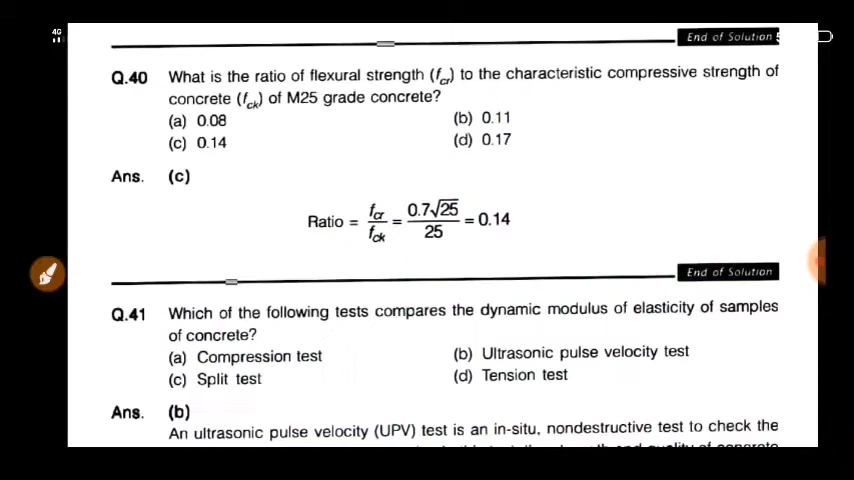 4G
End of Solution
Q.40 What is the ratio of flexural strength (fcr) to the characteristic compressive strength of
concrete (fck) of M25 grade concrete?
(a) 0.08 (b) 0.11
(c) 0.14 (d) 0.17
Ans. (c)
Ratio = fcr/fck = 0.7√25/25 = 0.14
End of Solution
Q.41 Which of the following tests compares the dynamic modulus of elasticity of samples
of concrete?
(a) Compression test (b) Ultrasonic pulse velocity test
(c) Split test (d) Tension test
Ans. (b)
An ultrasonic pulse velocity (UPV) test is an in-situ, nondestructive test to check the
quality of concrete